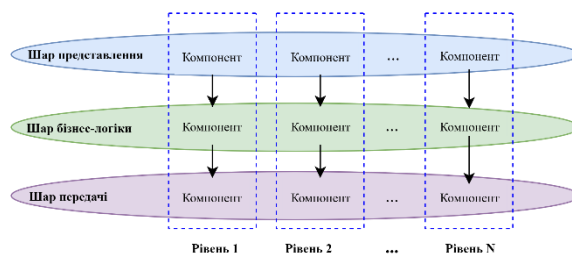 Шар представлення Компонент Компонент ... Компонент
Шар бізнес-логіки Компонент Компонент ... Компонент
Шар передачі Компонент Компонент ... Компонент
Рівень 1 Рівень 2 ... Рівень N